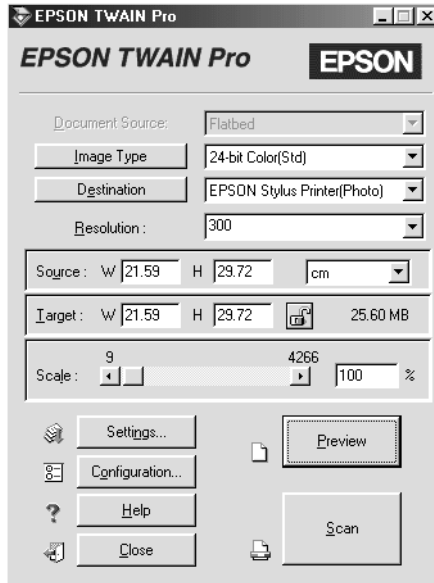 EPSON TWAIN Pro
EPSON TWAIN Pro EPSON
Document Source: Flatbed
Image Type 24-bit Color(Std)
Destination EPSON Stylus Printer(Photo)
Resolution : 300
Source : W 21.59 H 29.72 cm
Target : W 21.59 H 29.72 25.60 MB
9 4266
Scale : 100 %
Settings...
Preview
Configuration...
? Help
Scan
Close